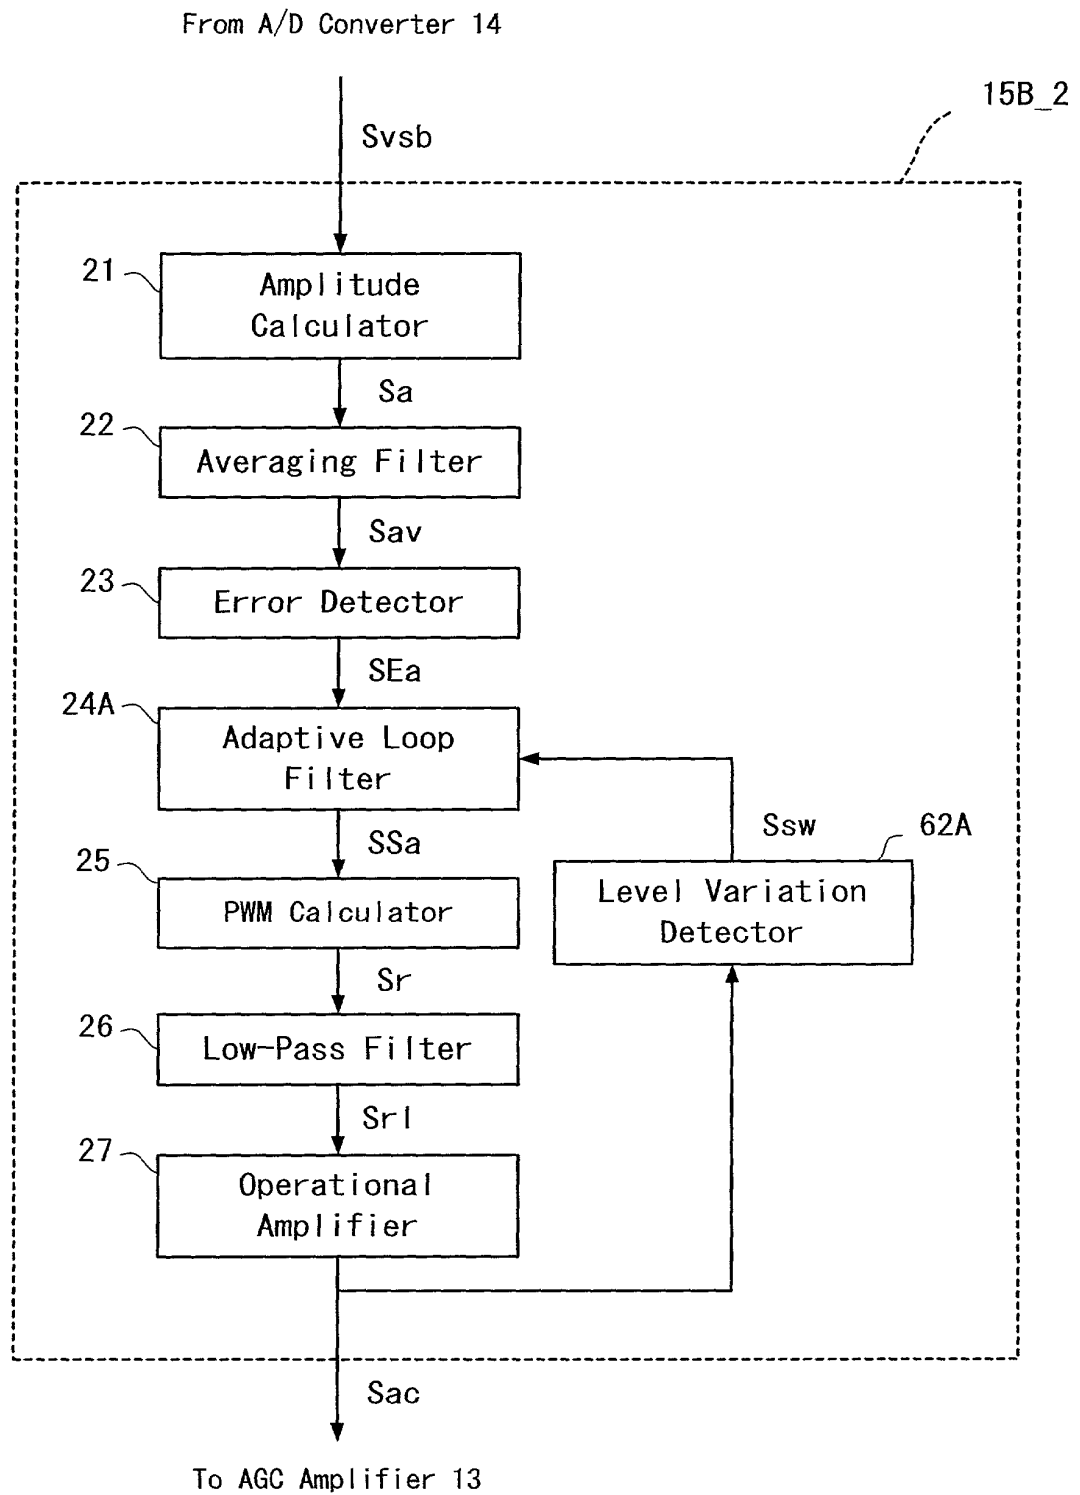 From A/D Converter 14
15B_2
Svsb
21
Amplitude
Calculator
Sa
22
Averaging Filter
Sav
23
Error Detector
SEa
24A
Adaptive Loop
Filter
Ssw
62A
SSa
25
PWM Calculator
Level Variation
Detector
Sr
26
Low-Pass Filter
Srl
27
Operational
Amplifier
Sac
To AGC Amplifier 13